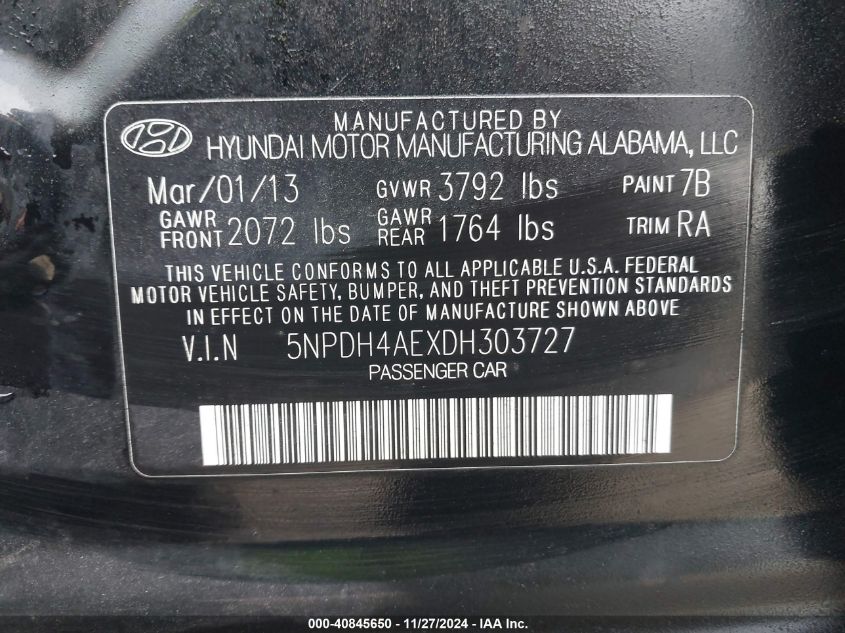 MANUFACTURED BY
HYUNDAI MOTOR MANUFACTURING ALABAMA, LLC
Mar/01/13 GVWR 3792 lbs PAINT 7B
GAWR FRONT 2072 lbs GAWR REAR 1764 lbs TRIM RA
THIS VEHICLE CONFORMS TO ALL APPLICABLE U.S.A. FEDERAL
MOTOR VEHICLE SAFETY, BUMPER, AND THEFT PREVENTION STANDARDS
IN EFFECT ON THE DATE OF MANUFACTURE SHOWN ABOVE
V.I.N 5NPDH4AEXDH303727
PASSENGER CAR
000-40845650 - 11/27/2024 - IAA Inc.